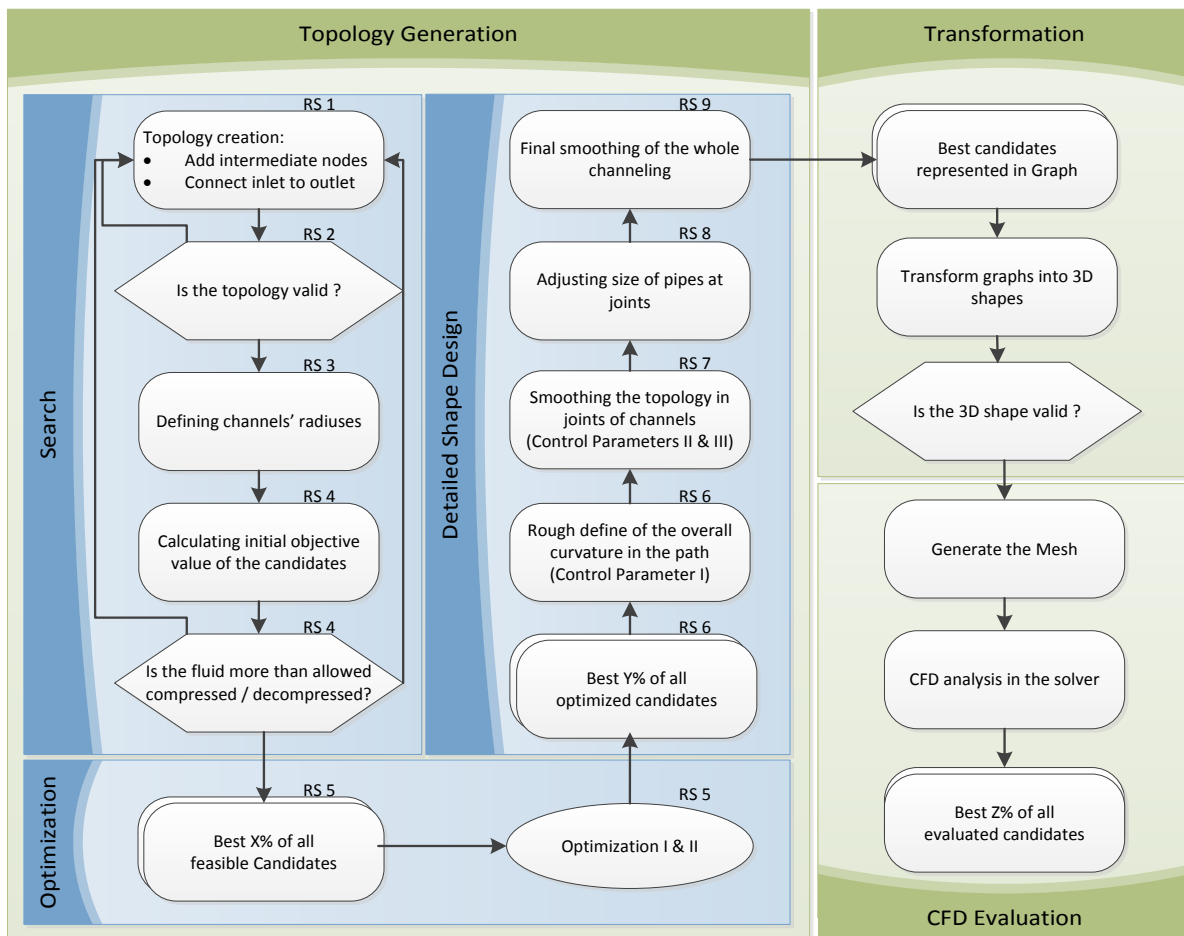 Topology Generation
Search
RS 1
Topology creation:
• Add intermediate nodes
• Connect inlet to outlet
RS 2
Is the topology valid ?
RS 3
Defining channels’ radiuses
RS 4
Calculating initial objective
value of the candidates
RS 4
Is the fluid more than allowed
compressed / decompressed?
Optimization
RS 5
Best X% of all
feasible Candidates
RS 5
Optimization I & II
Detailed Shape Design
RS 6
Best Y% of all
optimized candidates
RS 6
Rough define of the overall
curvature in the path
(Control Parameter I)
RS 7
Smoothing the topology in
joints of channels
(Control Parameters II & III)
RS 8
Adjusting size of pipes at
joints
RS 9
Final smoothing of the whole
channeling
Transformation
Best candidates
represented in Graph
Transform graphs into 3D
shapes
Is the 3D shape valid ?
Generate the Mesh
CFD analysis in the solver
Best Z% of all
evaluated candidates
CFD Evaluation